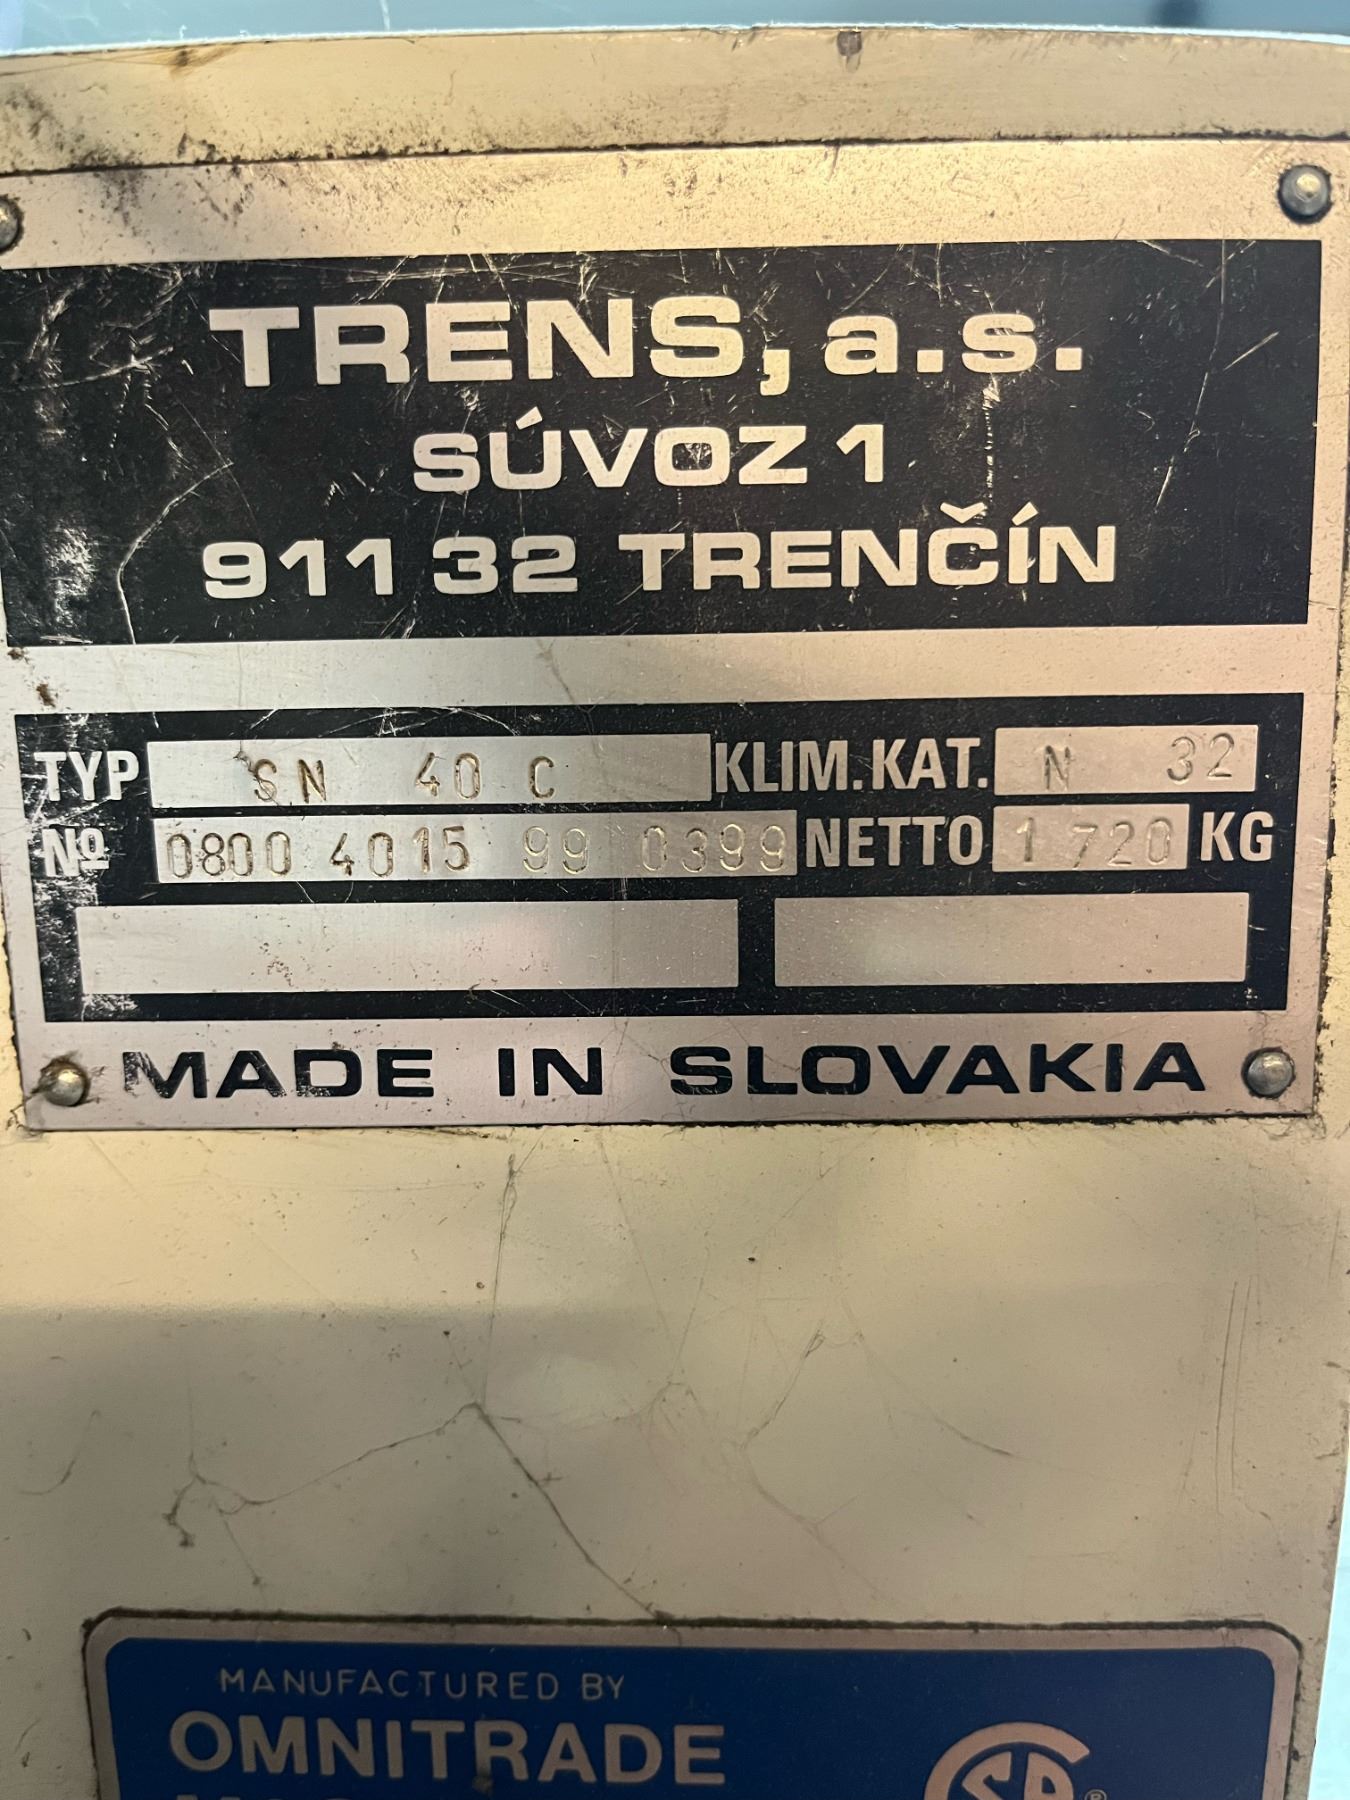 TRENS, a.s.
SÚVOZ 1
911 32 TRENČÍN
TYP SN 40 C KLIM.KAT. N 32
Nº 0800 4015 99 0399 NETTO 1 720 KG
MADE IN SLOVAKIA
MANUFACTURED BY
OMNITRADE